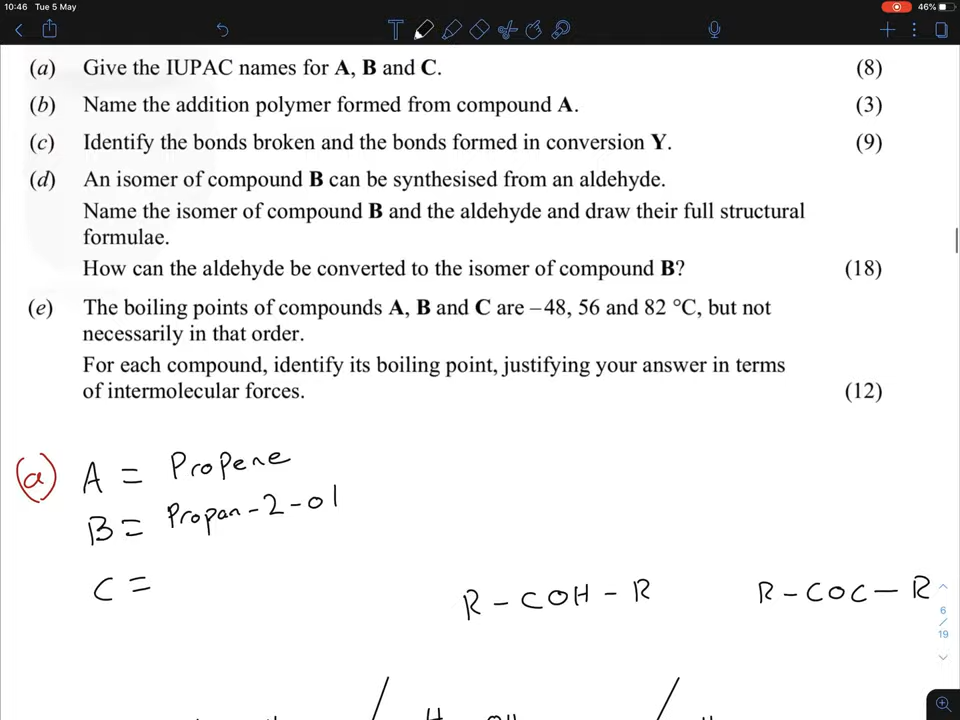 10:46 Tue 5 May 46%
(a) Give the IUPAC names for A, B and C. (8)
(b) Name the addition polymer formed from compound A. (3)
(c) Identify the bonds broken and the bonds formed in conversion Y. (9)
(d) An isomer of compound B can be synthesised from an aldehyde.
Name the isomer of compound B and the aldehyde and draw their full structural
formulae.
How can the aldehyde be converted to the isomer of compound B? (18)
(e) The boiling points of compounds A, B and C are –48, 56 and 82 °C, but not
necessarily in that order.
For each compound, identify its boiling point, justifying your answer in terms
of intermolecular forces. (12)
(a) A = Propene
B = Propan-2-ol
C =
R - COH - R R - COC - R
6
/
19
H OH H